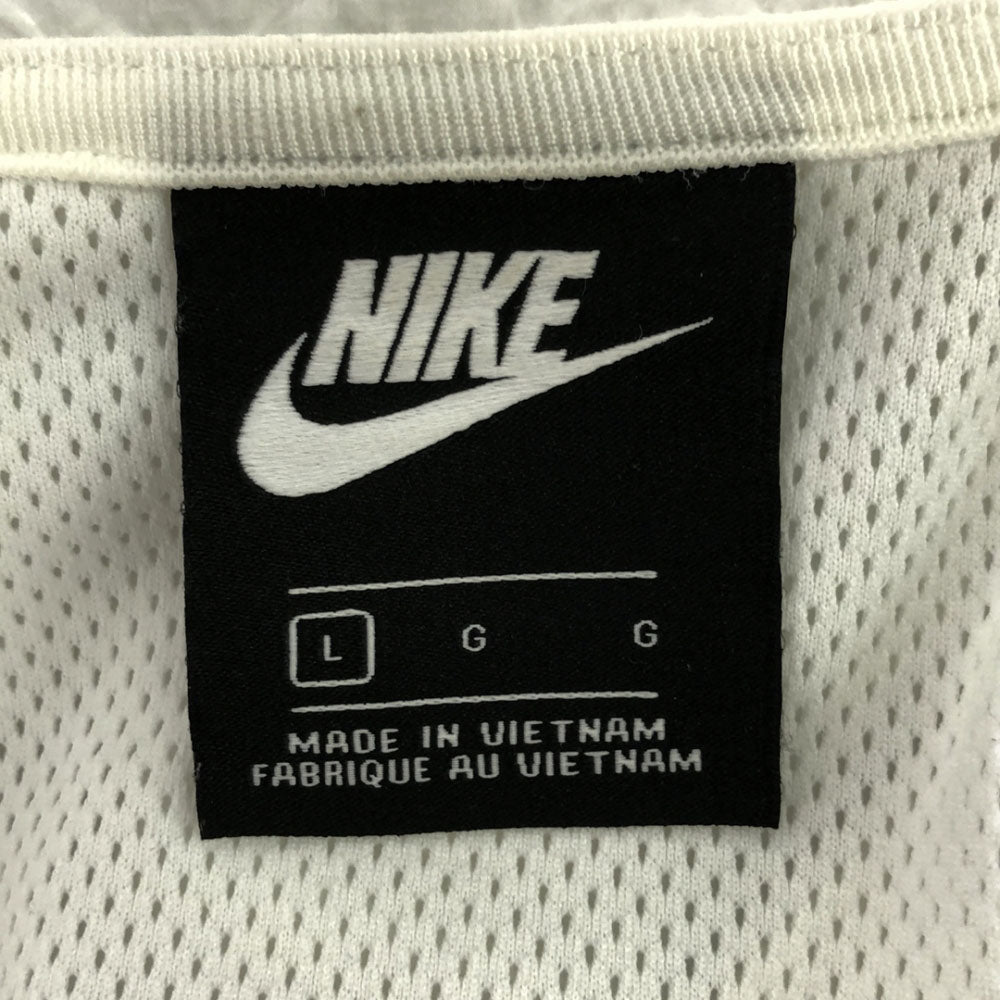 NIKE
L G G
MADE IN VIETNAM
FABRIQUE AU VIETNAM